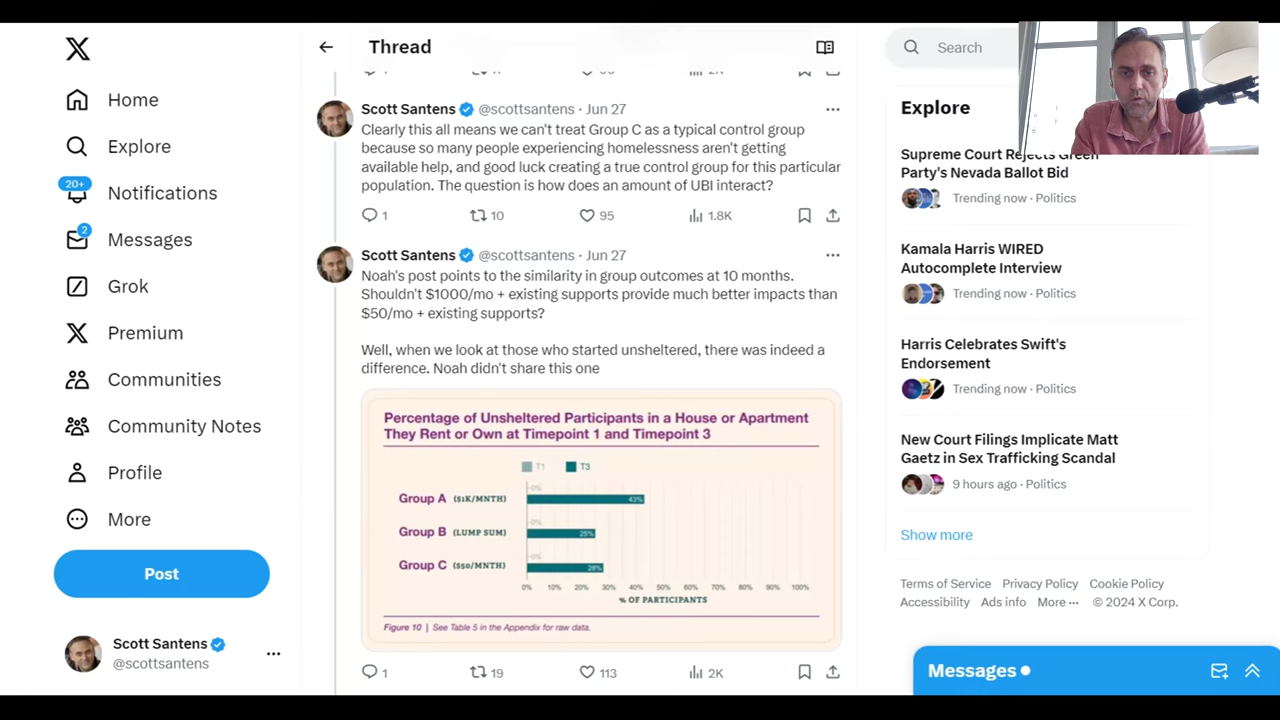 Home
Explore
20+
Notifications
2
Messages
Grok
Premium
Communities
Community Notes
Profile
More
Post
Scott Santens
@scottsantens
Thread
Scott Santens @scottsantens · Jun 27
Clearly this all means we can't treat Group C as a typical control group
because so many people experiencing homelessness aren't getting
available help, and good luck creating a true control group for this particular
population. The question is how does an amount of UBI interact?
1 10 95 1.8K
Scott Santens @scottsantens · Jun 27
Noah's post points to the similarity in group outcomes at 10 months.
Shouldn't $1000/mo + existing supports provide much better impacts than
$50/mo + existing supports?
Well, when we look at those who started unsheltered, there was indeed a
difference. Noah didn't share this one
Percentage of Unsheltered Participants in a House or Apartment
They Rent or Own at Timepoint 1 and Timepoint 3
T1 T3
0%
Group A ($1K/MNTH) 43%
0%
Group B (LUMP SUM) 25%
0%
Group C ($50/MNTH) 28%
0% 10% 20% 30% 40% 50% 60% 70% 80% 90% 100%
% OF PARTICIPANTS
Figure 10 | See Table 5 in the Appendix for raw data.
1 19 113 2K
Search
Explore
Supreme Court Rejects Green
Party's Nevada Ballot Bid
Trending now · Politics
Kamala Harris WIRED
Autocomplete Interview
Trending now · Politics
Harris Celebrates Swift's
Endorsement
Trending now · Politics
New Court Filings Implicate Matt
Gaetz in Sex Trafficking Scandal
9 hours ago · Politics
Show more
Terms of Service Privacy Policy Cookie Policy
Accessibility Ads info More ··· © 2024 X Corp.
Messages